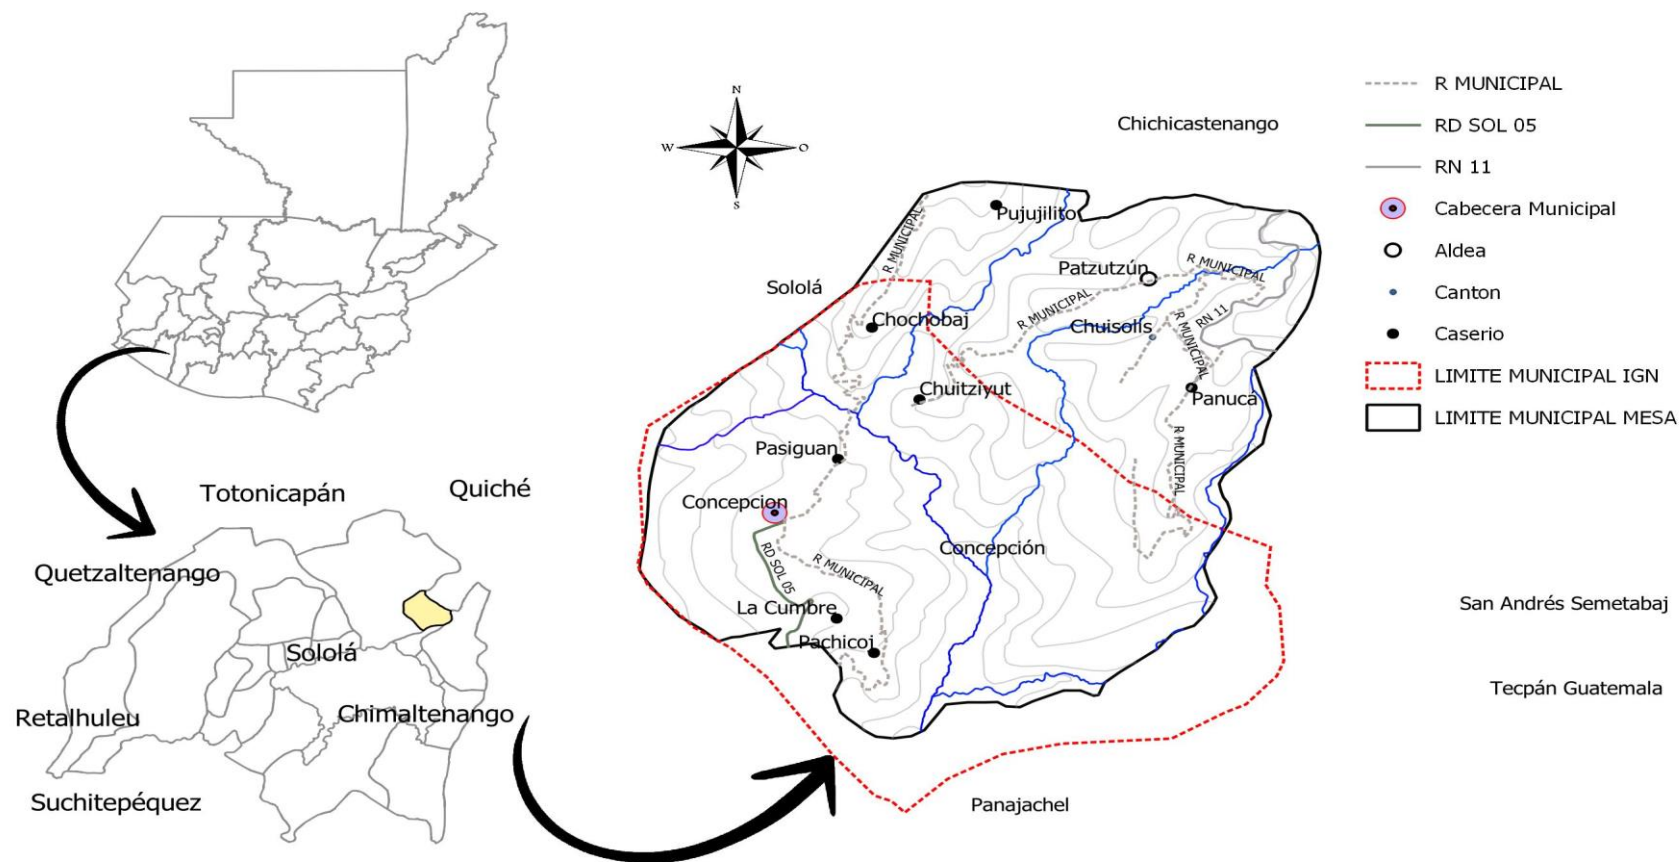 N
W
O
S
Chichicastenango
R MUNICIPAL
RD SOL 05
RN 11
Cabecera Municipal
Aldea
Canton
Caserio
LIMITE MUNICIPAL IGN
LIMITE MUNICIPAL MESA
Pujujilito
R MUNICIPAL
Sololá
Patzutzún
R MUNICIPAL
R MUNICIPAL
Chochobaj
Chuisolis
RN 11
R MUNICIPAL
Chuitziyut
Panucá
Pasiguan
R MUNICIPAL
Concepcion
Concepción
RD SOL 05
R MUNICIPAL
La Cumbre
Pachicoj
San Andrés Semetabaj
Tecpán Guatemala
Panajachel
Totonicapán
Quiché
Quetzaltenango
Sololá
Retalhuleu
Chimaltenango
Suchitepéquez